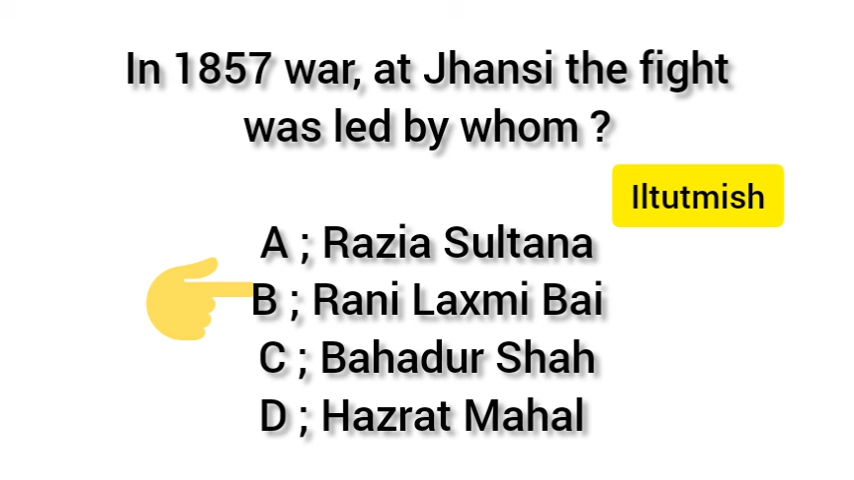 In 1857 war, at Jhansi the fight
was led by whom ?
Iltutmish
A ; Razia Sultana
B ; Rani Laxmi Bai
C ; Bahadur Shah
D ; Hazrat Mahal